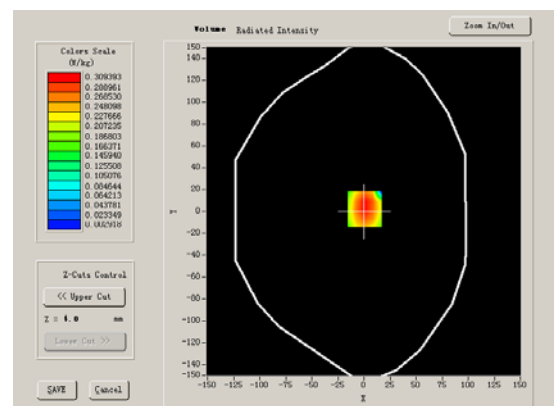 Volume Radiated Intensity
Zoom In/Out
Colors Scale
(W/kg)
0.309393
0.288961
0.268530
0.248098
0.227666
0.207235
0.186803
0.166371
0.145940
0.125508
0.105076
0.084644
0.064213
0.043781
0.023349
0.002918
150
140
120
100
80
60
40
20
0
-20
-40
-60
-80
-100
-120
-140
-150
Y
-150 -125 -100 -75 -50 -25 0 25 50 75 100 125 150
X
Z-Cuts Control
<< Upper Cut
Z = 4.0 mm
Lower Cut >>
SAVE
Cancel